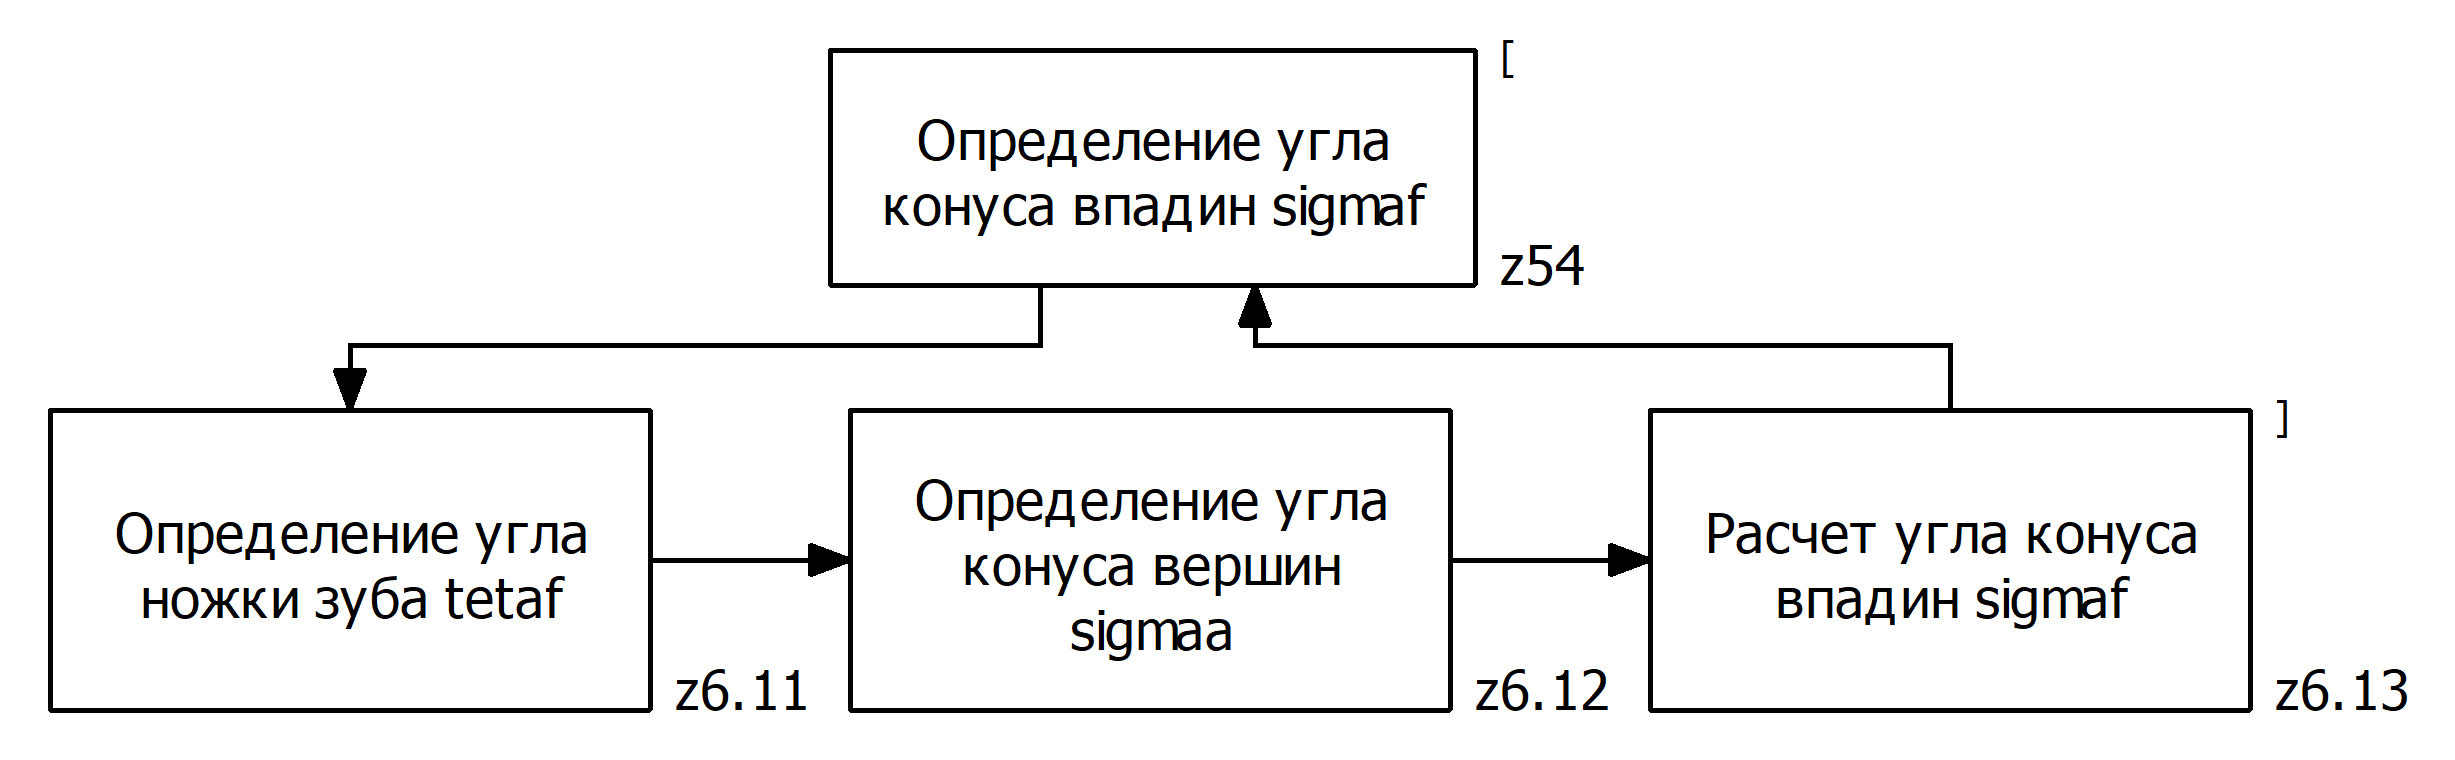 [
Определение угла
конуса впадин sigmaf
z54
]
Определение угла
ножки зуба tetaf
z6.11
Определение угла
конуса вершин
sigmaa
z6.12
Расчет угла конуса
впадин sigmaf
z6.13